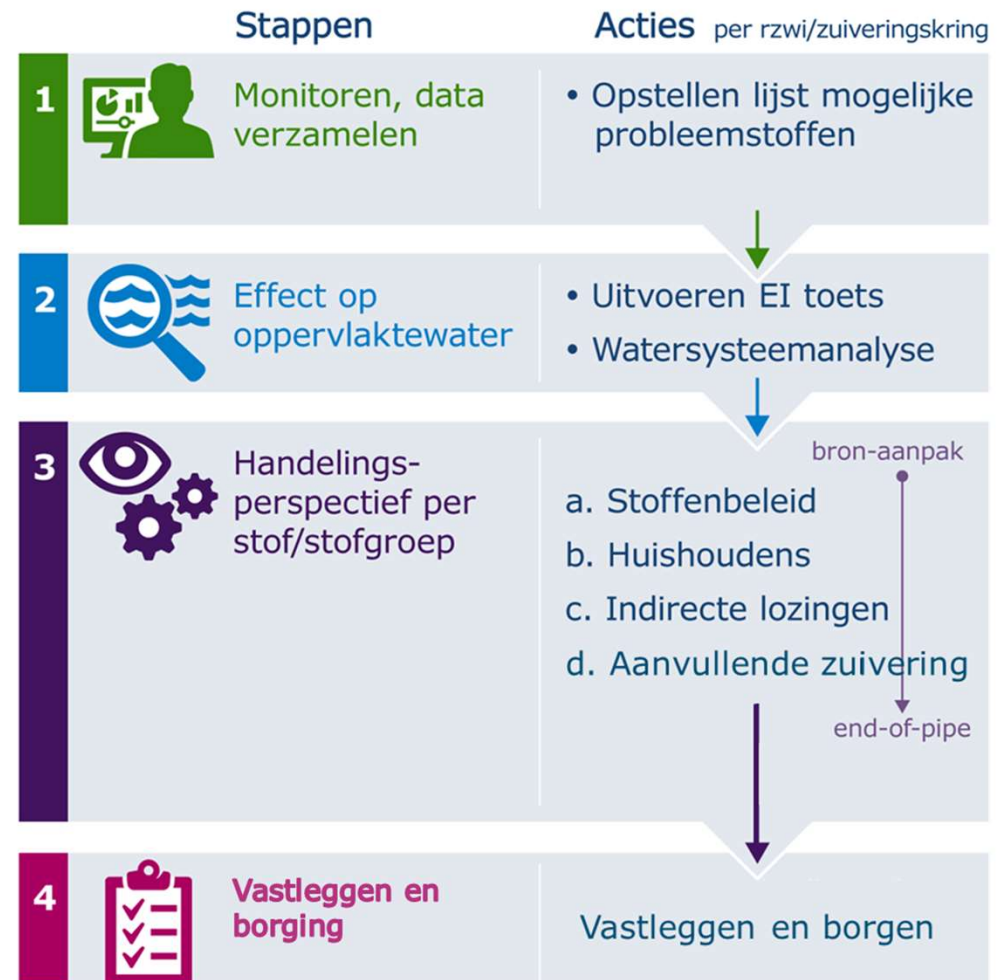 Stappen
Acties per rzwi/zuiveringskring
1
Monitoren, data
verzamelen
• Opstellen lijst mogelijke
probleemstoffen
2
Effect op
oppervlaktewater
• Uitvoeren EI toets
• Watersysteemanalyse
3
Handelings-
perspectief per
stof/stofgroep
bron-aanpak
a. Stoffenbeleid
b. Huishoudens
c. Indirecte lozingen
d. Aanvullende zuivering
end-of-pipe
4
Vastleggen en
borging
Vastleggen en borgen